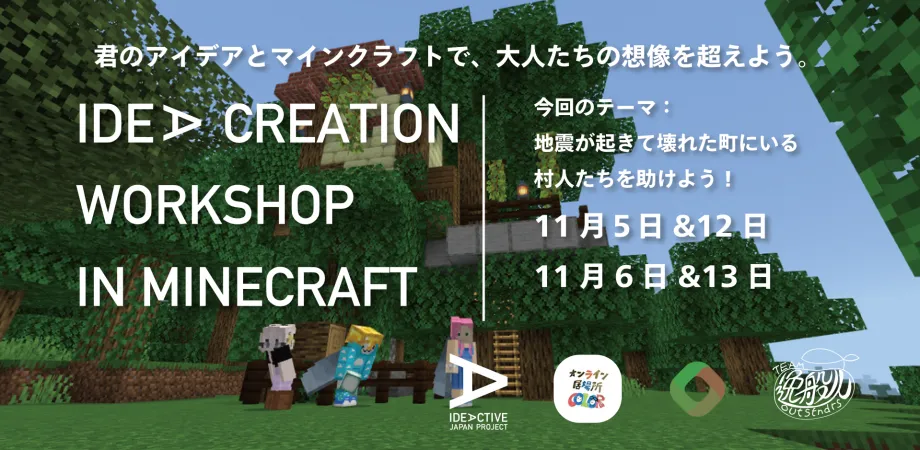 君のアイデアとマインクラフトで、大人たちの想像を超えよう。
IDEA CREATION
WORKSHOP
IN MINECRAFT
今回のテーマ：
地震が起きて壊れた町にいる
村人たちを助けよう！
11月5日 &12日
11月6日 &13日
IDEACTIVE
JAPAN PROJECT
オンライン
居場所
COLOR
TEAM
outstndrs